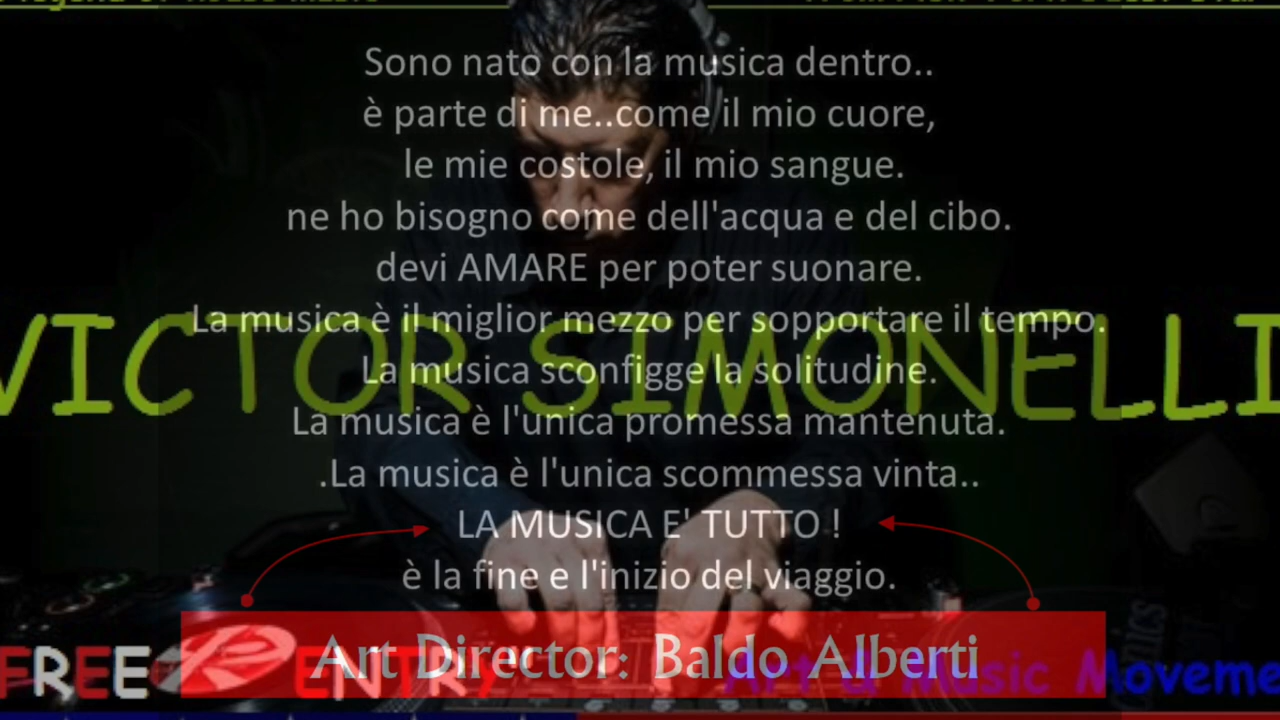 Sono nato con la musica dentro..
è parte di me..come il mio cuore,
le mie costole, il mio sangue.
ne ho bisogno come dell'acqua e del cibo.
devi AMARE per poter suonare.
La musica è il miglior mezzo per sopportare il tempo.
VICTOR SIMONELLI
La musica sconfigge la solitudine.
La musica è l'unica promessa mantenuta.
.La musica è l'unica scommessa vinta..
LA MUSICA E' TUTTO !
è la fine e l'inizio del viaggio.
Art Director: Baldo Alberti
FREE ENTRY
Art & Music Moveme